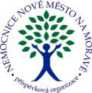 NEMOCNICE NOVÉ MĚSTO NA MORAVĚ
příspěvková organizace